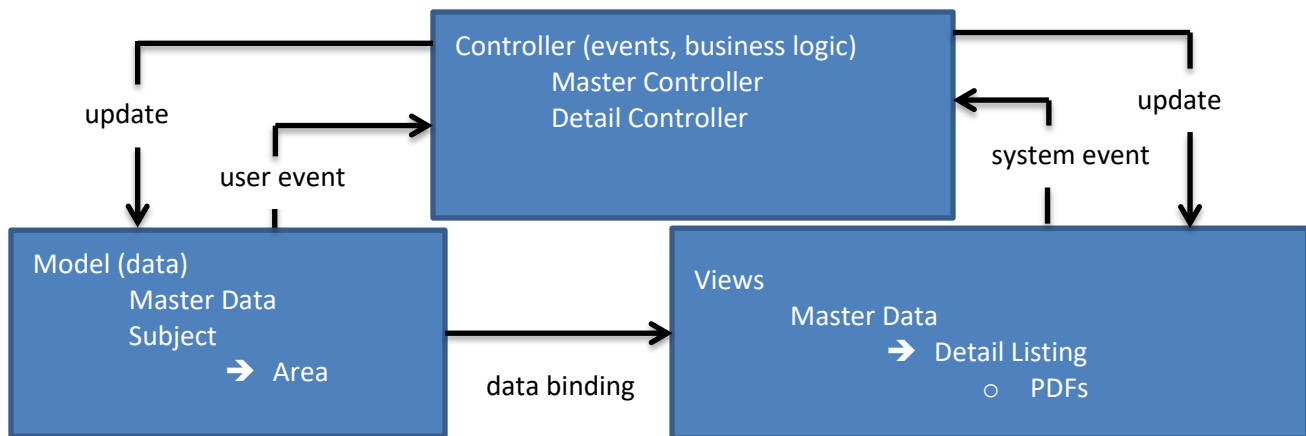 Controller (events, business logic)
Master Controller
Detail Controller
update
user event
system event
update
Model (data)
Master Data
Subject
➔ Area
data binding
Views
Master Data
➔ Detail Listing
○ PDFs